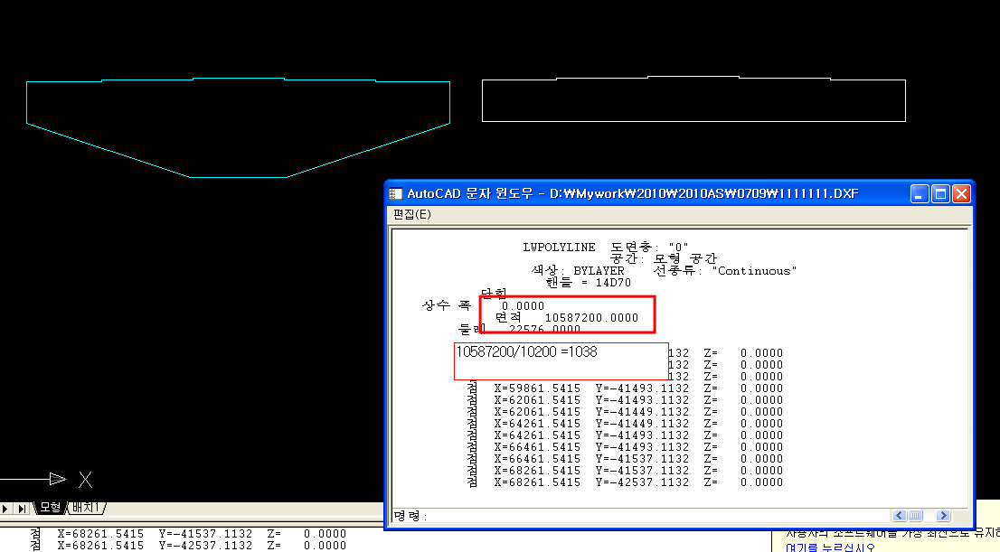 AutoCAD 문자 윈도우 - D:₩Mywork₩2010₩2010AS₩0709₩1111111.DXF
편집(E)
LWPOLYLINE 도면층: "0"
공간: 모형 공간
색상: BYLAYER 선종류: "Continuous"
핸들 = 14D70
닫힘
상수 폭 0.0000
면적 10587200.0000
둘레 22576.0000
10587200/10200 =1038
132 Z= 0.0000
132 Z= 0.0000
132 Z= 0.0000
점 X=59861.5415 Y=-41493.1132 Z= 0.0000
점 X=62061.5415 Y=-41493.1132 Z= 0.0000
점 X=62061.5415 Y=-41449.1132 Z= 0.0000
점 X=64261.5415 Y=-41449.1132 Z= 0.0000
점 X=64261.5415 Y=-41493.1132 Z= 0.0000
점 X=66461.5415 Y=-41493.1132 Z= 0.0000
점 X=66461.5415 Y=-41537.1132 Z= 0.0000
점 X=68261.5415 Y=-41537.1132 Z= 0.0000
점 X=68261.5415 Y=-42537.1132 Z= 0.0000
명령:
X
모형 배치1
점 X=68261.5415 Y=-41537.1132 Z= 0.0000
점 X=68261.5415 Y=-42537.1132 Z= 0.0000
사용자의 소프트웨어를 가장 최신으로 유지하
여기를 누르십시오